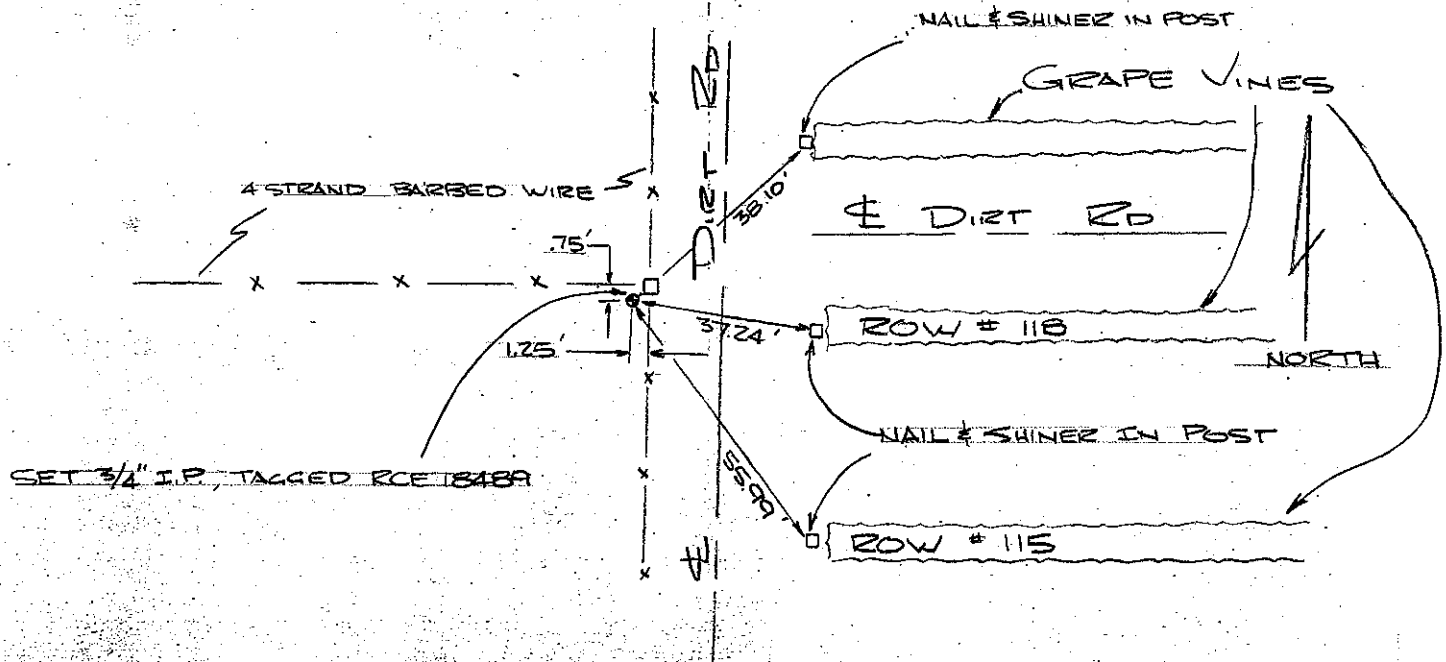 NAIL & SHINER IN POST
GRAPE VINES
DIRT RD
4 STRAND BARBED WIRE
38.10'
℄ DIRT RD
.75'
37.24'
ROW # 118
1.25'
NORTH
NAIL & SHINER IN POST
SET 3/4" I.P., TAGGED RCE 18489
55.99'
℄
ROW # 115